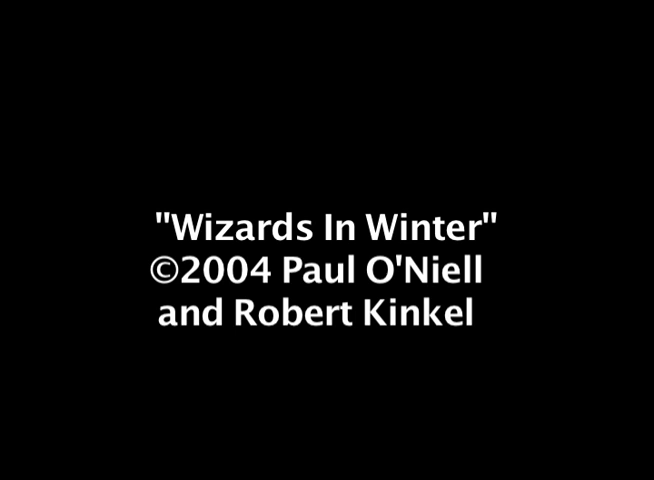 "Wizards In Winter"
©2004 Paul O'Niell
and Robert Kinkel